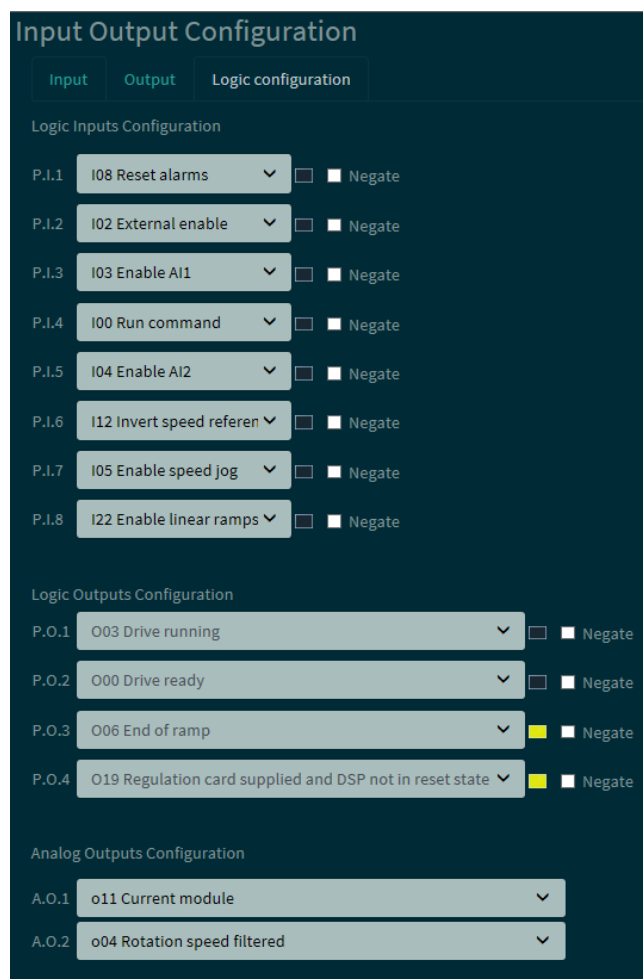 Input Output Configuration
Input Output Logic configuration
Logic Inputs Configuration
P.I.1 I08 Reset alarms Negate
P.I.2 I02 External enable Negate
P.I.3 I03 Enable AI1 Negate
P.I.4 I00 Run command Negate
P.I.5 I04 Enable AI2 Negate
P.I.6 I12 Invert speed referen Negate
P.I.7 I05 Enable speed jog Negate
P.I.8 I22 Enable linear ramps Negate
Logic Outputs Configuration
P.O.1 O03 Drive running Negate
P.O.2 O00 Drive ready Negate
P.O.3 O06 End of ramp Negate
P.O.4 O19 Regulation card supplied and DSP not in reset state Negate
Analog Outputs Configuration
A.O.1 o11 Current module
A.O.2 o04 Rotation speed filtered